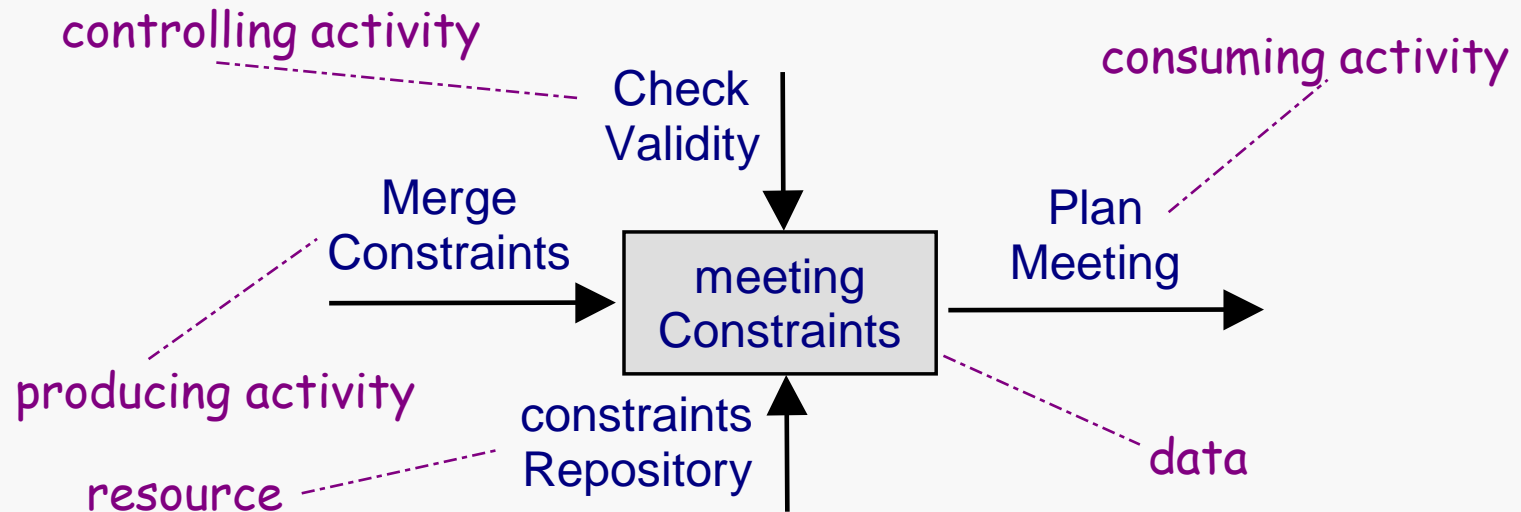 controlling activity
consuming activity
Check
Validity
Merge
Constraints
Plan
Meeting
meeting
Constraints
producing activity
constraints
Repository
data
resource